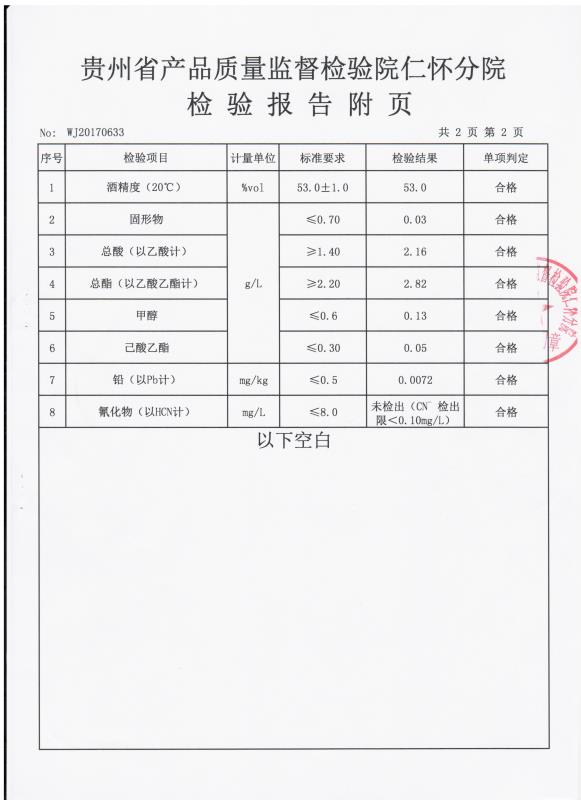 贵州省产品质量监督检验院仁怀分院
检验报告附页
No: WJ20170633 共 2 页 第 2 页
序号 检验项目 计量单位 标准要求 检验结果 单项判定
1 酒精度（20℃） %vol 53.0±1.0 53.0 合格
2 固形物 ≤0.70 0.03 合格
3 总酸（以乙酸计） ≥1.40 2.16 合格
4 总酯（以乙酸乙酯计） g/L ≥2.20 2.82 合格
5 甲醇 ≤0.6 0.13 合格
6 己酸乙酯 ≤0.30 0.05 合格
7 铅（以Pb计） mg/kg ≤0.5 0.0072 合格
8 氰化物（以HCN计） mg/L ≤8.0 未检出（CN⁻ 检出限＜0.10mg/L） 合格
以下空白
督检验院仁怀分院
章